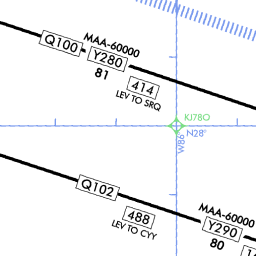 MAA-60000
Q100
Y280
81
414
LEV TO SRQ
KJ78O
N28°
W86
Q102
MAA-60000
488
Y290
LEV TO CYY
80